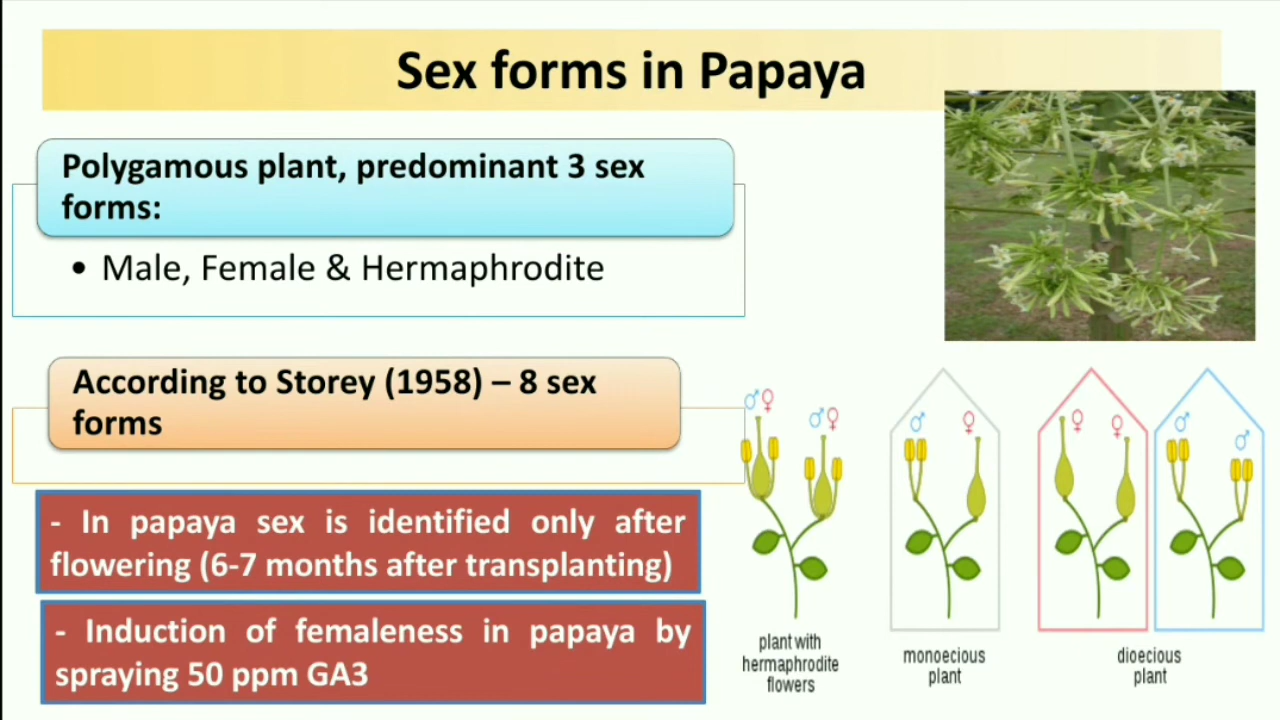 Sex forms in Papaya
Polygamous plant, predominant 3 sex
forms:
• Male, Female & Hermaphrodite
According to Storey (1958) – 8 sex
forms
- In papaya sex is identified only after
flowering (6-7 months after transplanting)
- Induction of femaleness in papaya by
spraying 50 ppm GA3
♂♀
♂♀
plant with
hermaphrodite
flowers
♂
♀
monoecious
plant
♀
♀
♂
♂
dioecious
plant